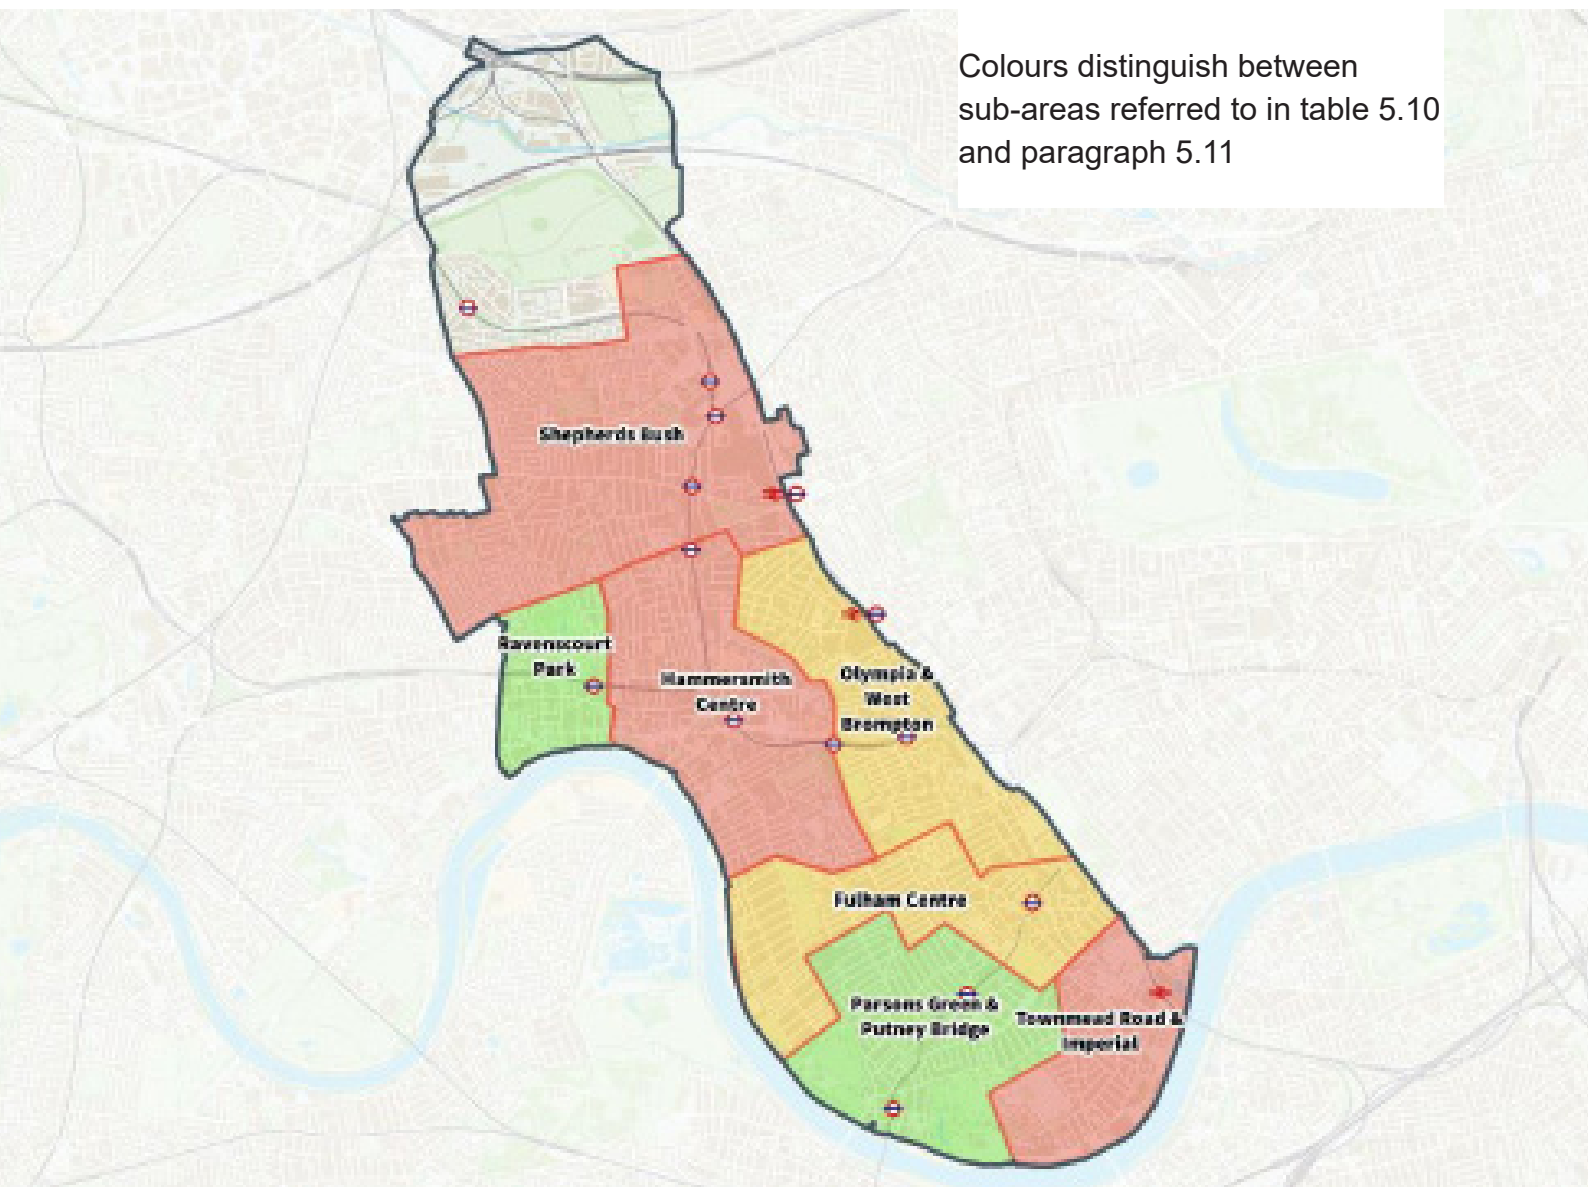 Colours distinguish between
sub-areas referred to in table 5.10
and paragraph 5.11
Shepherds Bush
Ravenscourt
Park
Hammersmith
Centre
Olympia &
West
Brompton
Fulham Centre
Parsons Green &
Putney Bridge
Townmead Road &
Imperial